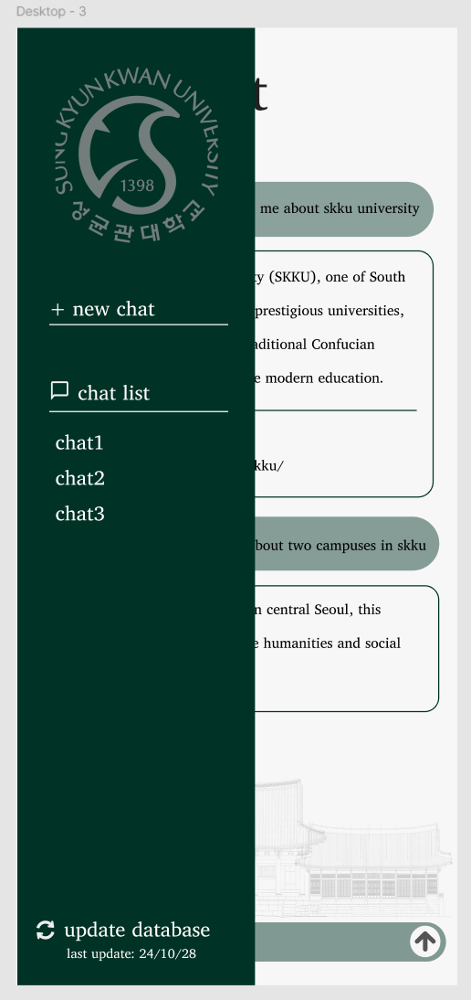 Desktop - 3
SUNGKYUNKWAN UNIVERSITY
1398
성균관대학교
t
me about skku university
ty (SKKU), one of South
prestigious universities,
aditional Confucian
e modern education.
kku/
bout two campuses in skku
n central Seoul, this
e humanities and social
+ new chat
chat list
chat1
chat2
chat3
update database
last update: 24/10/28